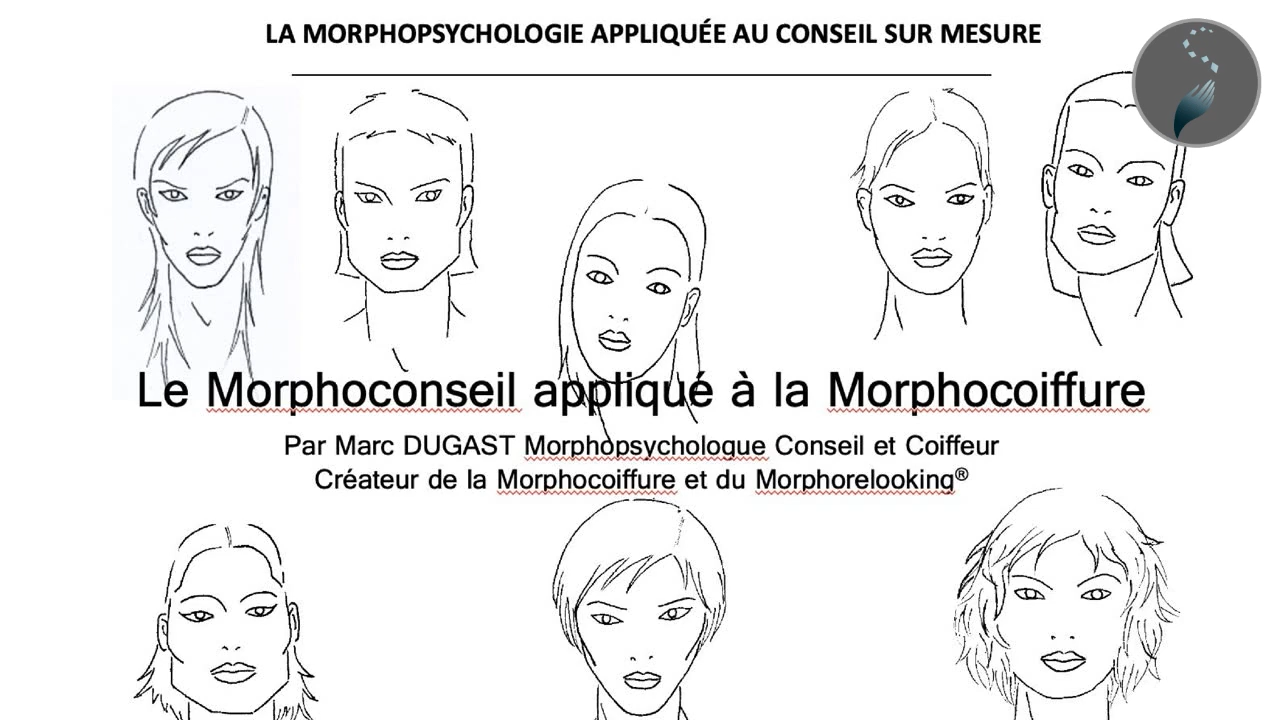 LA MORPHOPSYCHOLOGIE APPLIQUÉE AU CONSEIL SUR MESURE
Le Morphoconseil appliqué à la Morphocoiffure
Par Marc DUGAST Morphopsychologue Conseil et Coiffeur
Créateur de la Morphocoiffure et du Morphorelooking®